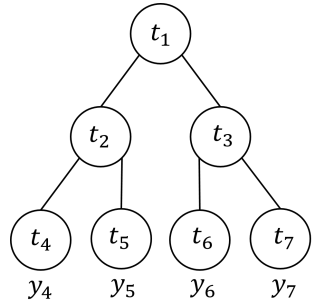 t₁
t₂ t₃
t₄ t₅ t₆ t₇
y₄ y₅ y₆ y₇